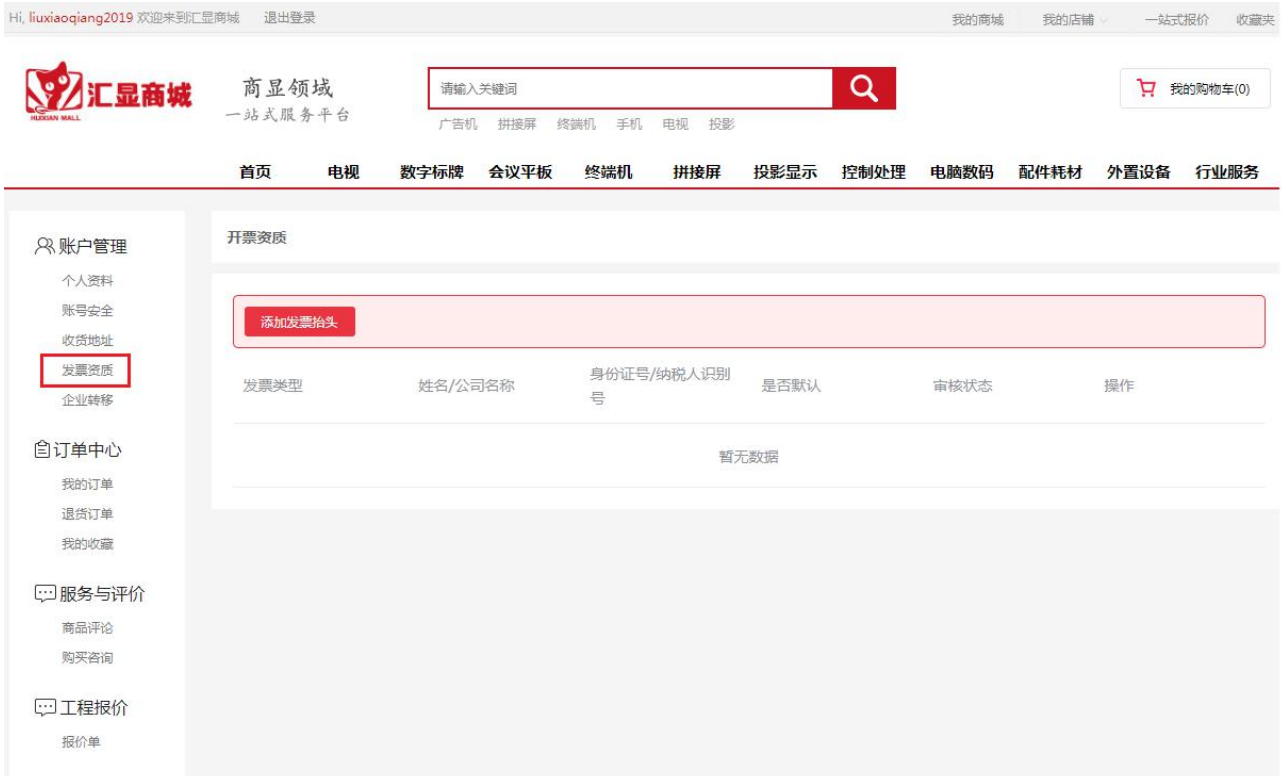 Hi, liuxiaoqiang2019 欢迎来到汇显商城 退出登录 我的商城 我的店铺 一站式报价 收藏夹
汇显商城
HUIXIAN MALL
商显领域
一站式服务平台
请输入关键词
我的购物车(0)
广告机 拼接屏 终端机 手机 电视 投影
首页 电视 数字标牌 会议平板 终端机 拼接屏 投影显示 控制处理 电脑数码 配件耗材 外置设备 行业服务
账户管理
个人资料
账号安全
收货地址
发票资质
企业转移
订单中心
我的订单
退货订单
我的收藏
服务与评价
商品评论
购买咨询
工程报价
报价单
开票资质
添加发票抬头
发票类型 姓名/公司名称 身份证号/纳税人识别
号 是否默认 审核状态 操作
暂无数据